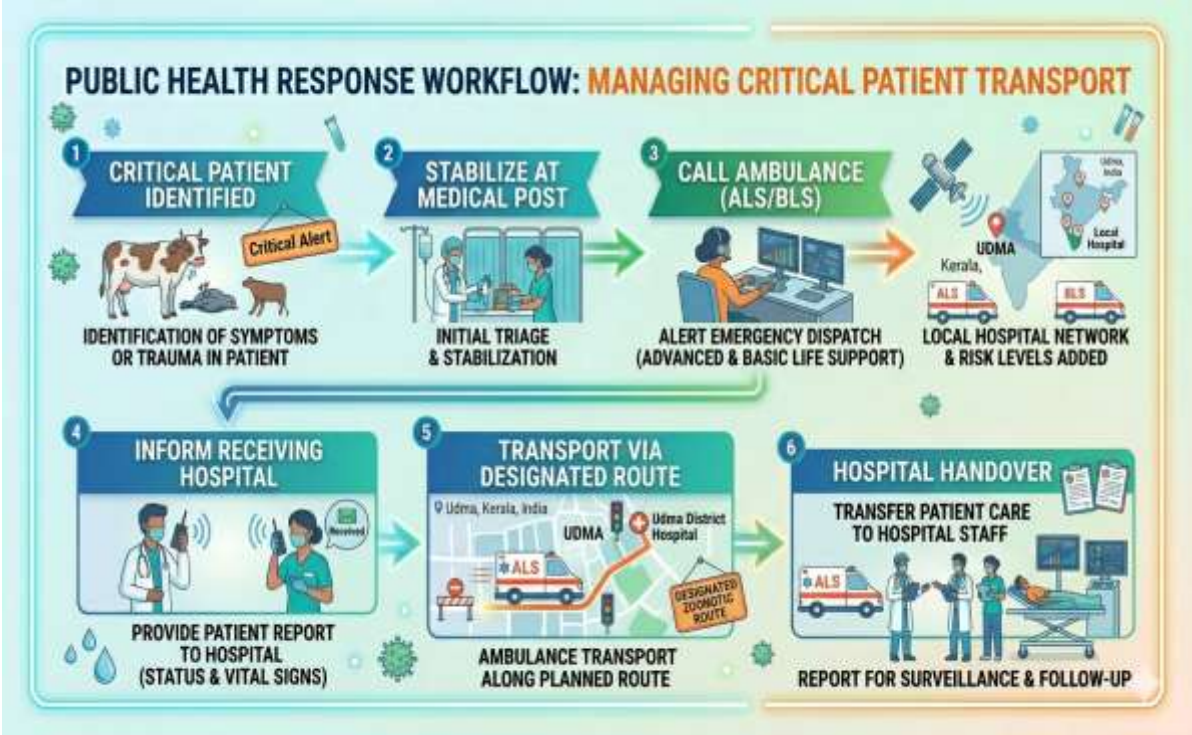 PUBLIC HEALTH RESPONSE WORKFLOW: MANAGING CRITICAL PATIENT TRANSPORT
1
CRITICAL PATIENT
IDENTIFIED
Critical Alert
IDENTIFICATION OF SYMPTOMS
OR TRAUMA IN PATIENT
2
STABILIZE AT
MEDICAL POST
INITIAL TRIAGE
& STABILIZATION
3
CALL AMBULANCE
(ALS/BLS)
ALERT EMERGENCY DISPATCH
(ADVANCED & BASIC LIFE SUPPORT)
Udma,
India
Local
Hospital
UDMA
Kerala,
ALS
BLS
LOCAL HOSPITAL NETWORK
& RISK LEVELS ADDED
4
INFORM RECEIVING
HOSPITAL
Received
PROVIDE PATIENT REPORT
TO HOSPITAL
(STATUS & VITAL SIGNS)
5
TRANSPORT VIA
DESIGNATED ROUTE
Udma, Kerala, India
UDMA
Udma District
Hospital
ALS
DESIGNATED
ZOONOTIC
ROUTE
AMBULANCE TRANSPORT
ALONG PLANNED ROUTE
6
HOSPITAL HANDOVER
TRANSFER PATIENT CARE
TO HOSPITAL STAFF
ALS
REPORT FOR SURVEILLANCE & FOLLOW-UP